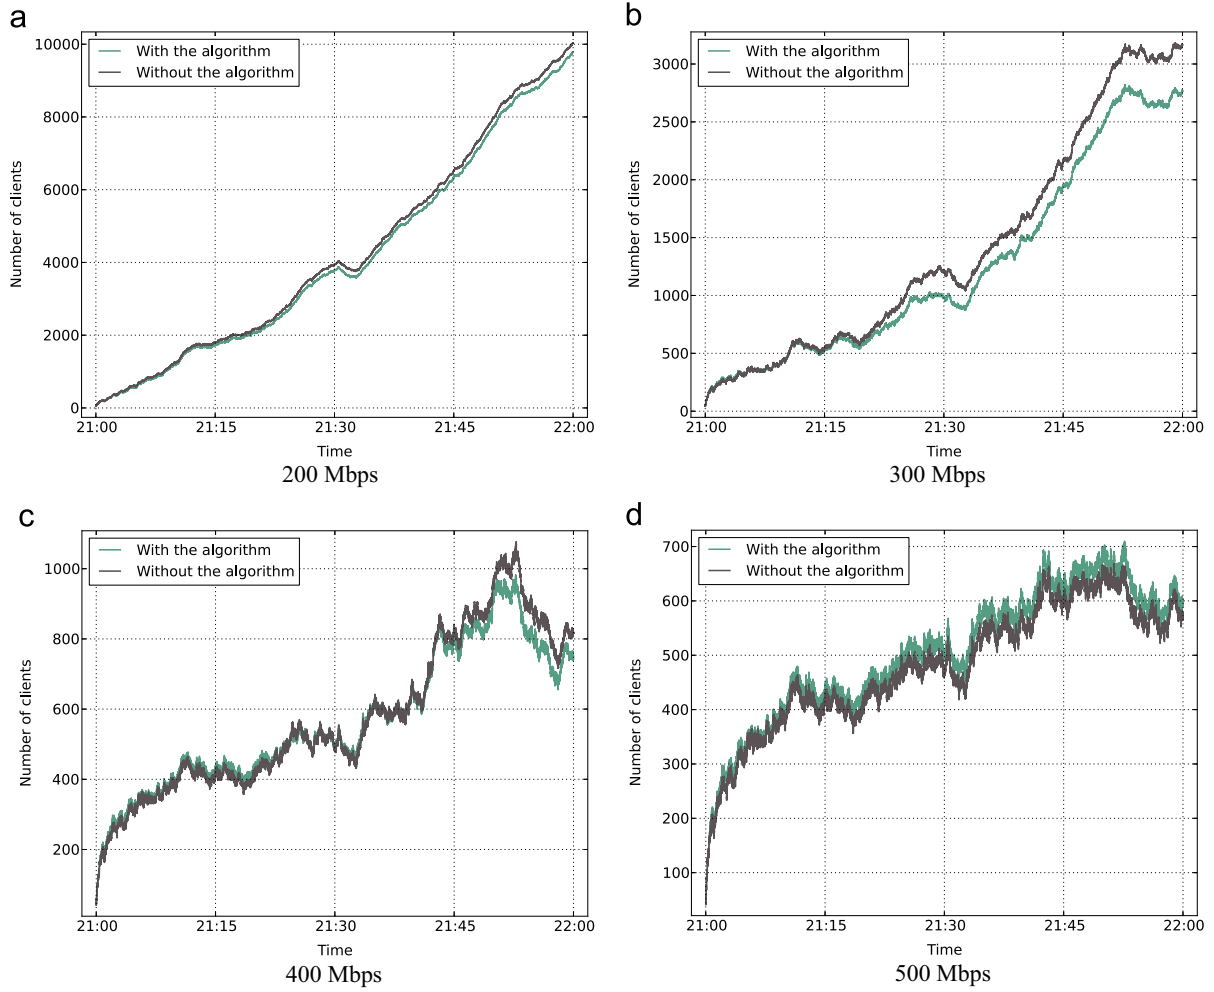 a
With the algorithm
Without the algorithm
Number of clients
10000
8000
6000
4000
2000
0
21:00 21:15 21:30 21:45 22:00
Time
200 Mbps
b
With the algorithm
Without the algorithm
Number of clients
3000
2500
2000
1500
1000
500
0
21:00 21:15 21:30 21:45 22:00
Time
300 Mbps
c
With the algorithm
Without the algorithm
Number of clients
1000
800
600
400
200
21:00 21:15 21:30 21:45 22:00
Time
400 Mbps
d
With the algorithm
Without the algorithm
Number of clients
700
600
500
400
300
200
100
21:00 21:15 21:30 21:45 22:00
Time
500 Mbps